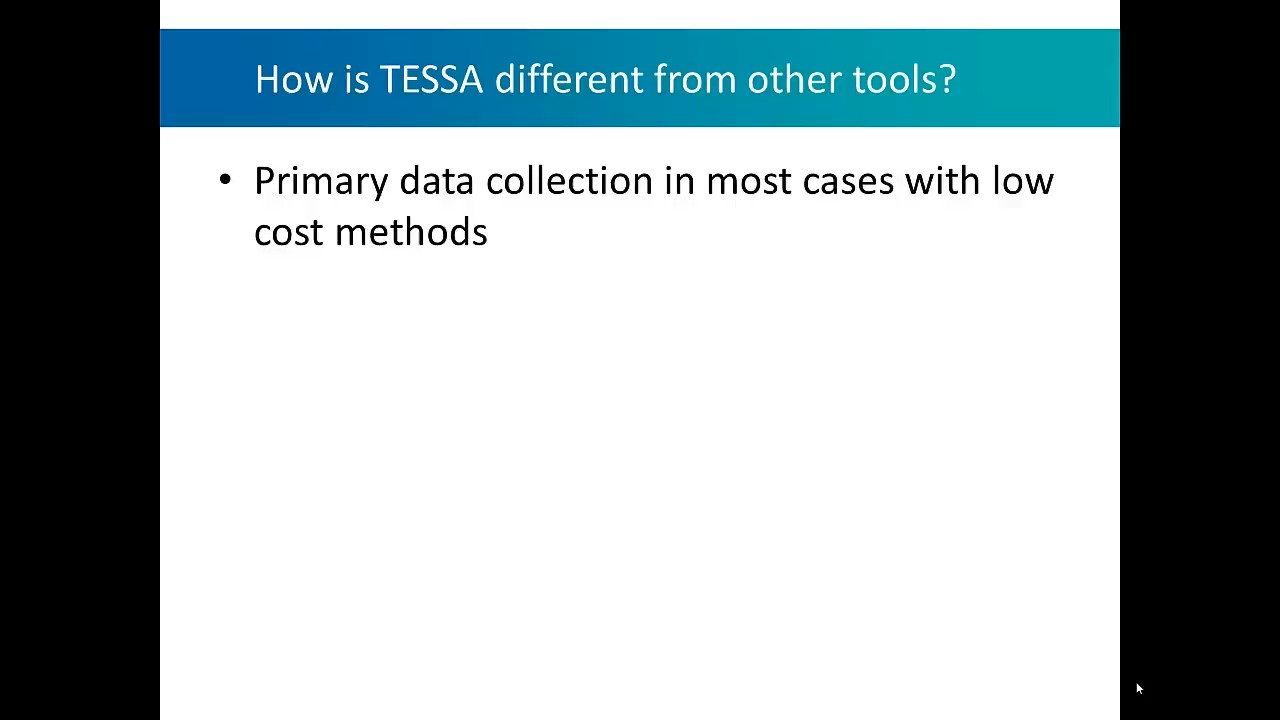 How is TESSA different from other tools?
• Primary data collection in most cases with low
cost methods